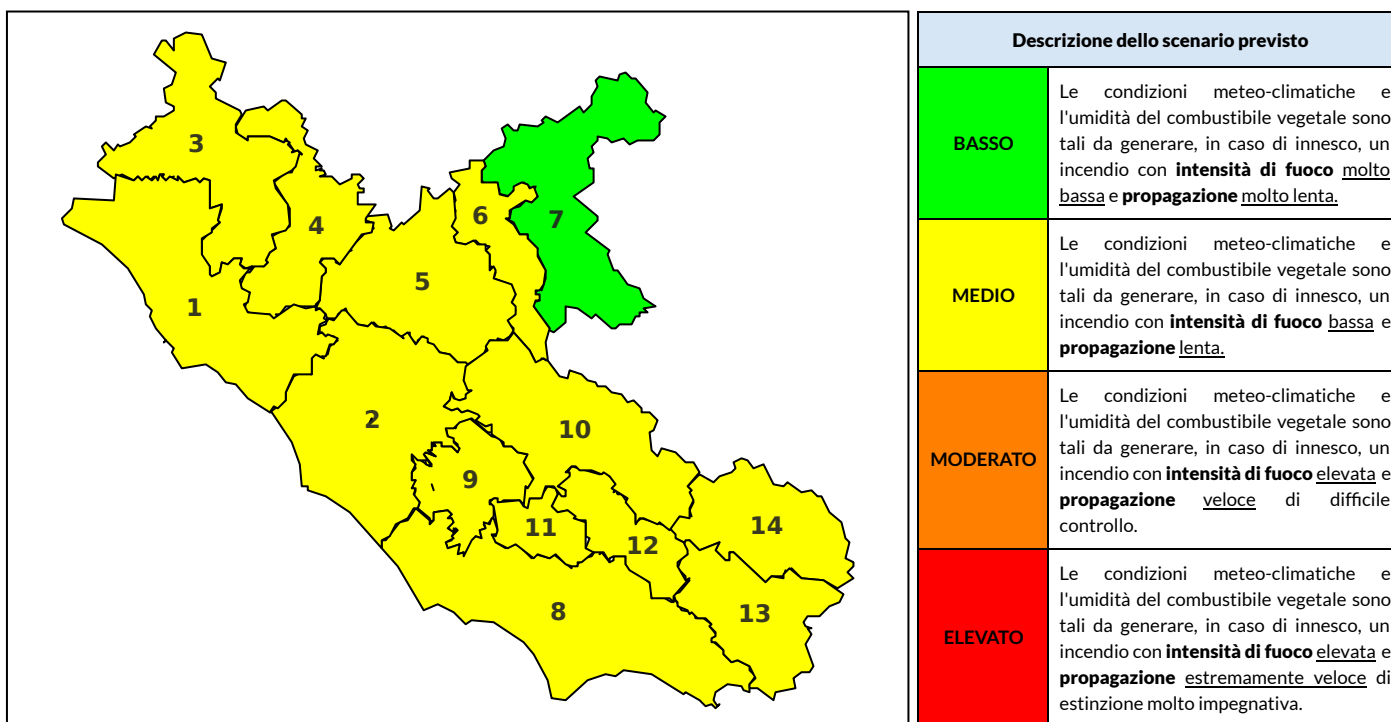 3
4
6
7
5
1
2
10
9
11
12
14
8
13
Descrizione dello scenario previsto
BASSO
Le condizioni meteo-climatiche e
l'umidità del combustibile vegetale sono
tali da generare, in caso di innesco, un
incendio con intensità di fuoco molto
bassa e propagazione molto lenta.
MEDIO
Le condizioni meteo-climatiche e
l'umidità del combustibile vegetale sono
tali da generare, in caso di innesco, un
incendio con intensità di fuoco bassa e
propagazione lenta.
MODERATO
Le condizioni meteo-climatiche e
l'umidità del combustibile vegetale sono
tali da generare, in caso di innesco, un
incendio con intensità di fuoco elevata e
propagazione veloce di difficile
controllo.
ELEVATO
Le condizioni meteo-climatiche e
l'umidità del combustibile vegetale sono
tali da generare, in caso di innesco, un
incendio con intensità di fuoco elevata e
propagazione estremamente veloce di
estinzione molto impegnativa.